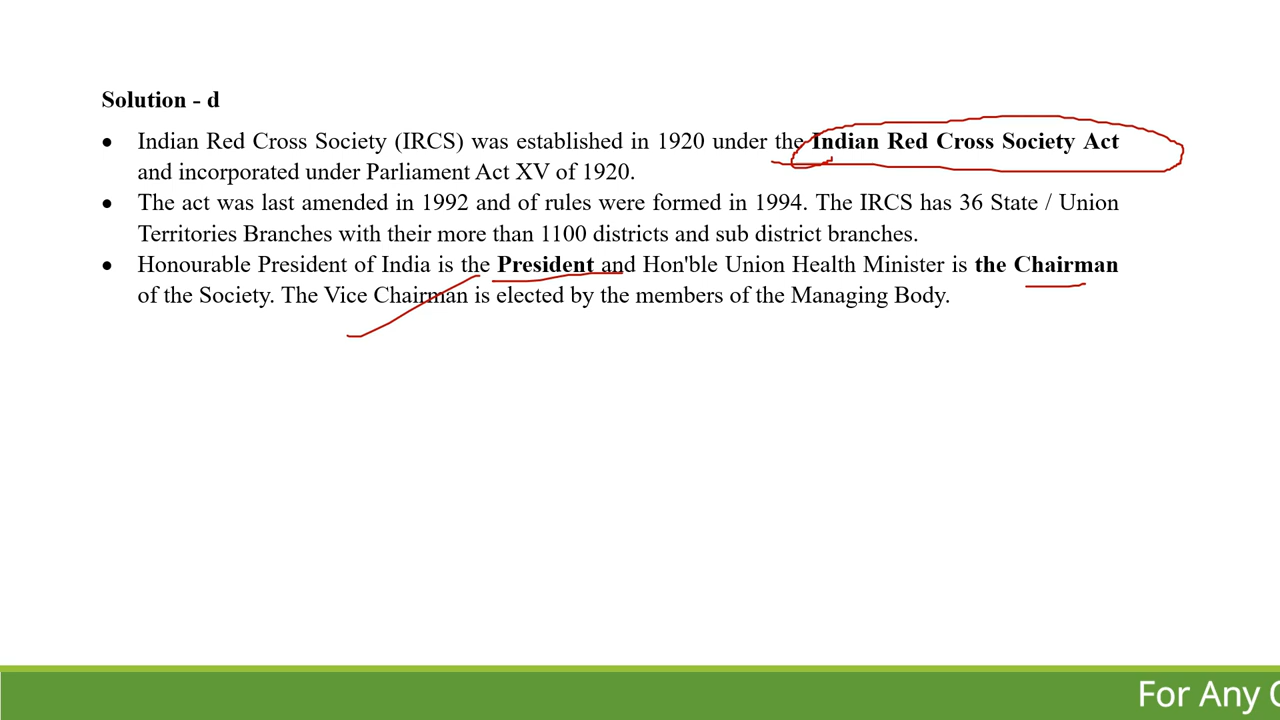 Solution - d
• Indian Red Cross Society (IRCS) was established in 1920 under the Indian Red Cross Society Act
and incorporated under Parliament Act XV of 1920.
• The act was last amended in 1992 and of rules were formed in 1994. The IRCS has 36 State / Union
Territories Branches with their more than 1100 districts and sub district branches.
• Honourable President of India is the President and Hon'ble Union Health Minister is the Chairman
of the Society. The Vice Chairman is elected by the members of the Managing Body.
For Any